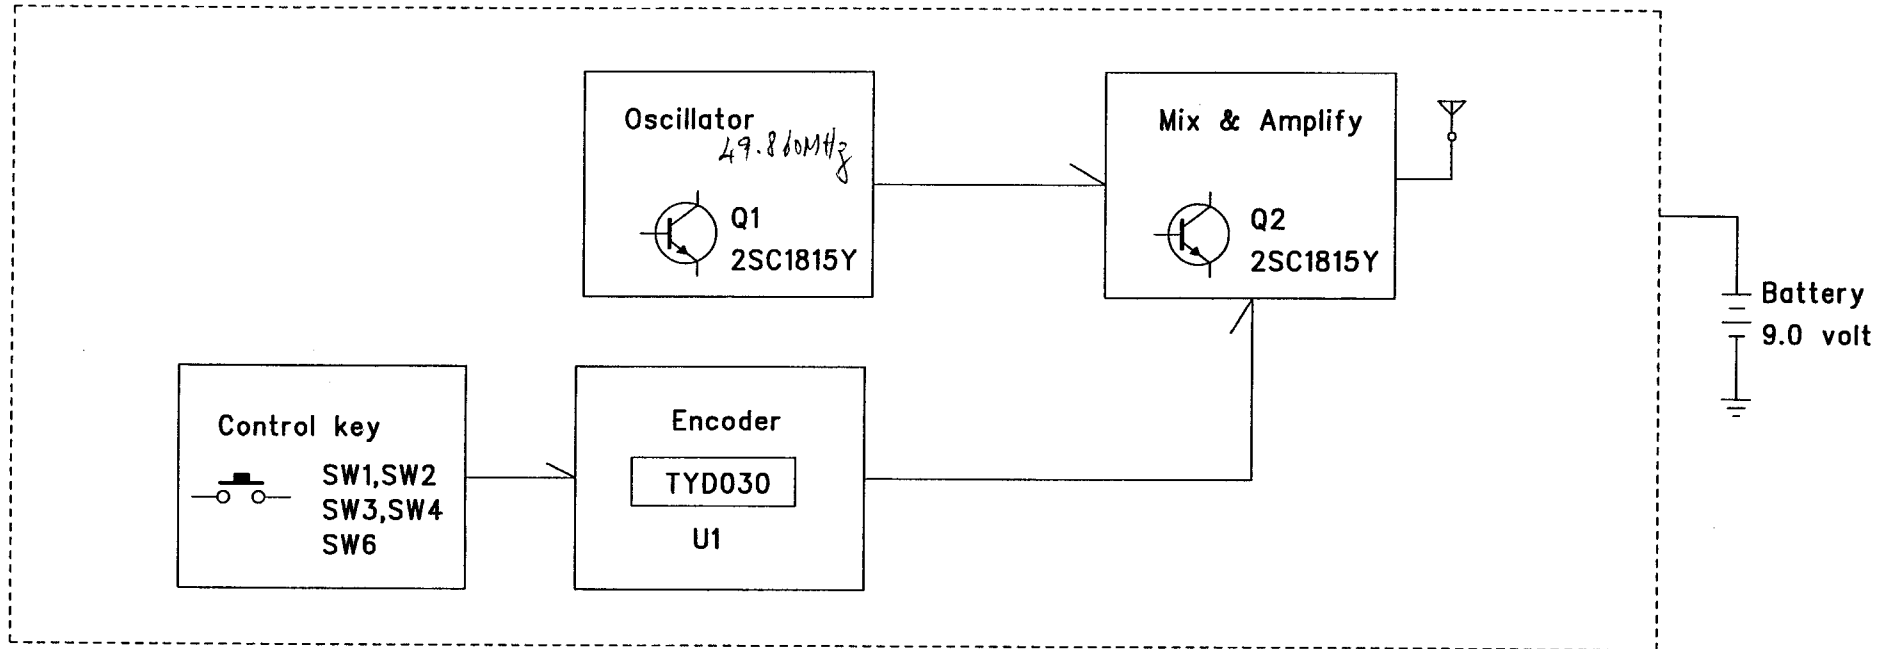 Oscillator
49.860MHz
Q1
2SC1815Y
Mix & Amplify
Q2
2SC1815Y
Battery
9.0 volt
Control key
SW1,SW2
SW3,SW4
SW6
Encoder
TYD030
U1